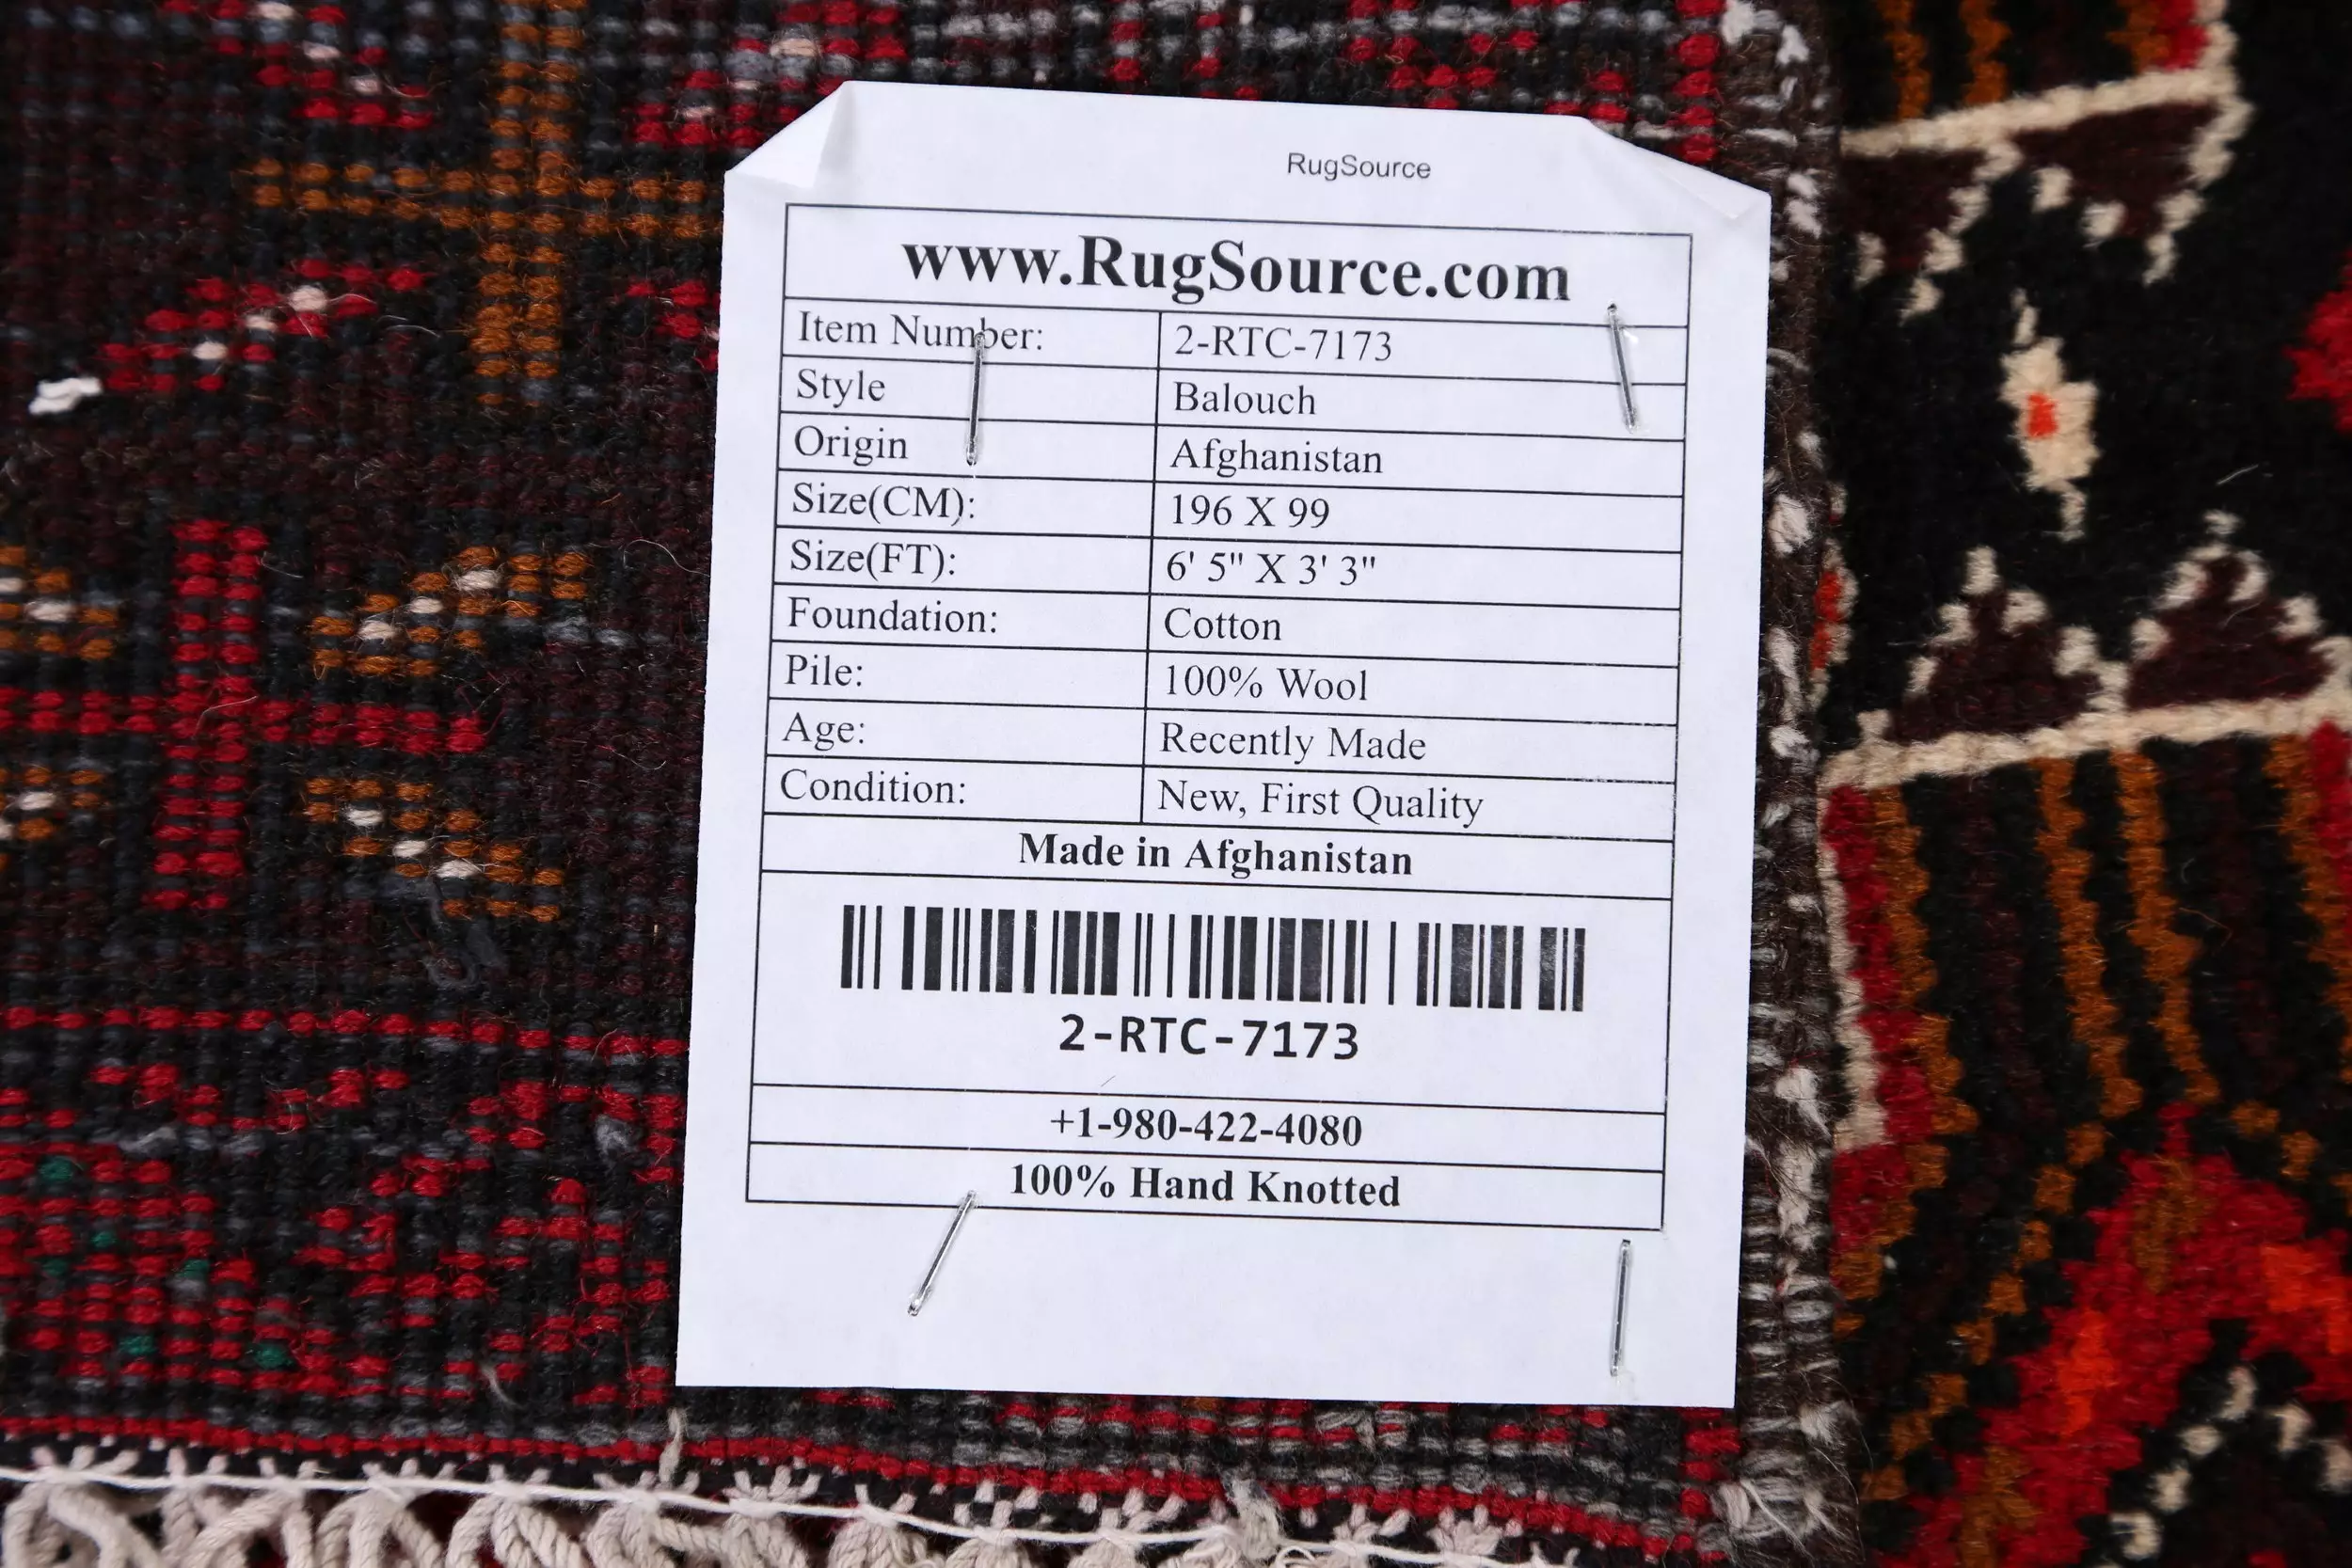 RugSource
www.RugSource.com
Item Number: 2-RTC-7173
Style Balouch
Origin Afghanistan
Size(CM): 196 X 99
Size(FT): 6' 5" X 3' 3"
Foundation: Cotton
Pile: 100% Wool
Age: Recently Made
Condition: New, First Quality
Made in Afghanistan
2-RTC-7173
+1-980-422-4080
100% Hand Knotted